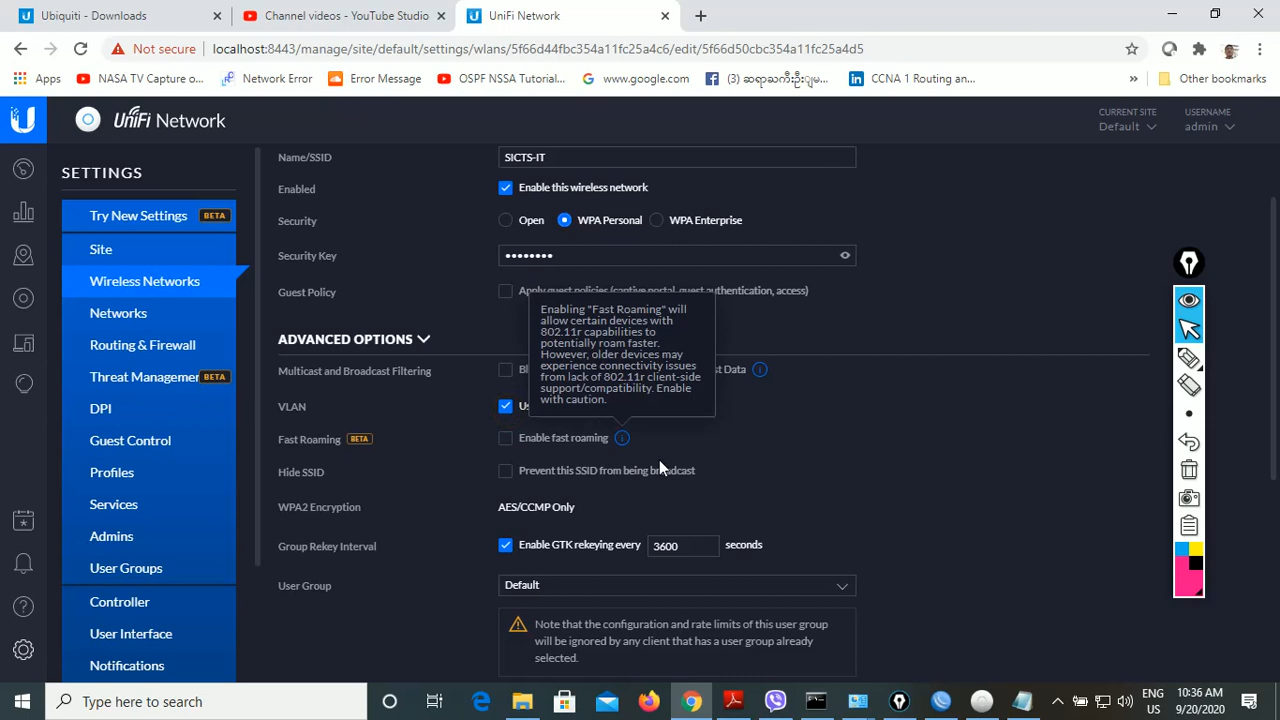 Ubiquiti - Downloads
Channel videos - YouTube Studio
UniFi Network
Not secure
localhost:8443/manage/site/default/settings/wlans/5f66d44fbc354a11fc25a4c6/edit/5f66d50cbc354a11fc25a4d5
Apps
NASA TV Capture o...
Network Error
Error Message
OSPF NSSA Tutorial...
www.google.com
CCNA 1 Routing an...
»
Other bookmarks
UniFi Network
CURRENT SITE
Default
USERNAME
admin
SETTINGS
Try New Settings BETA
Site
Wireless Networks
Networks
Routing & Firewall
Threat Managemen BETA
DPI
Guest Control
Profiles
Services
Admins
User Groups
Controller
User Interface
Notifications
Name/SSID SICTS-IT
Enabled Enable this wireless network
Security Open WPA Personal WPA Enterprise
Security Key ••••••••
Guest Policy Apply guest policies (captive portal, guest authentication, access)
Enabling "Fast Roaming" will
allow certain devices with
802.11r capabilities to
potentially roam faster.
However, older devices may
experience connectivity issues
from lack of 802.11r client-side
support/compatibility. Enable
with caution.
ADVANCED OPTIONS
Multicast and Broadcast Filtering Data
VLAN
Fast Roaming BETA Enable fast roaming
Hide SSID Prevent this SSID from being broadcast
WPA2 Encryption AES/CCMP Only
Group Rekey Interval Enable GTK rekeying every 3600 seconds
User Group Default
Note that the configuration and rate limits of this user group
will be ignored by any client that has a user group already
selected.
Type here to search
ENG
US
10:36 AM
9/20/2020